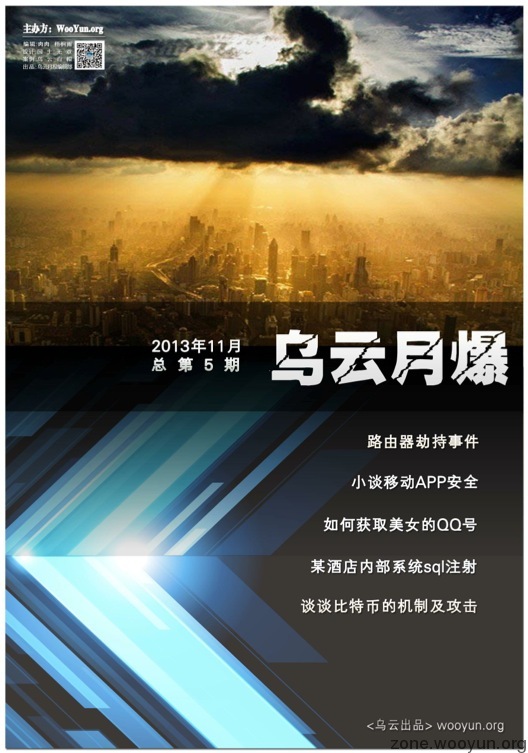 主办方：WooYun.org
2013年11月
总 第 5 期
乌云月爆
路由器劫持事件
小谈移动APP安全
如何获取美女的QQ号
某酒店内部系统sql注射
谈谈比特币的机制及攻击
<乌云出品> wooyun.org
zone.wooyun.org